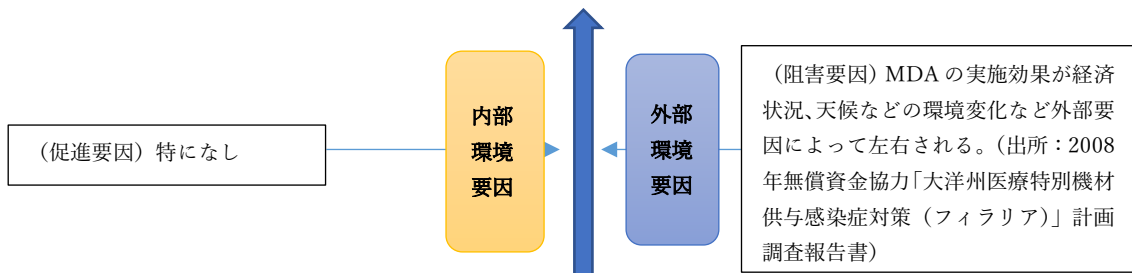 （促進要因）特になし
内部
環境
要因
外部
環境
要因
（阻害要因）MDA の実施効果が経済
状況、天候などの環境変化など外部要
因によって左右される。（出所：2008
年無償資金協力「大洋州医療特別機材
供与感染症対策（フィラリア）」計画
調査報告書）